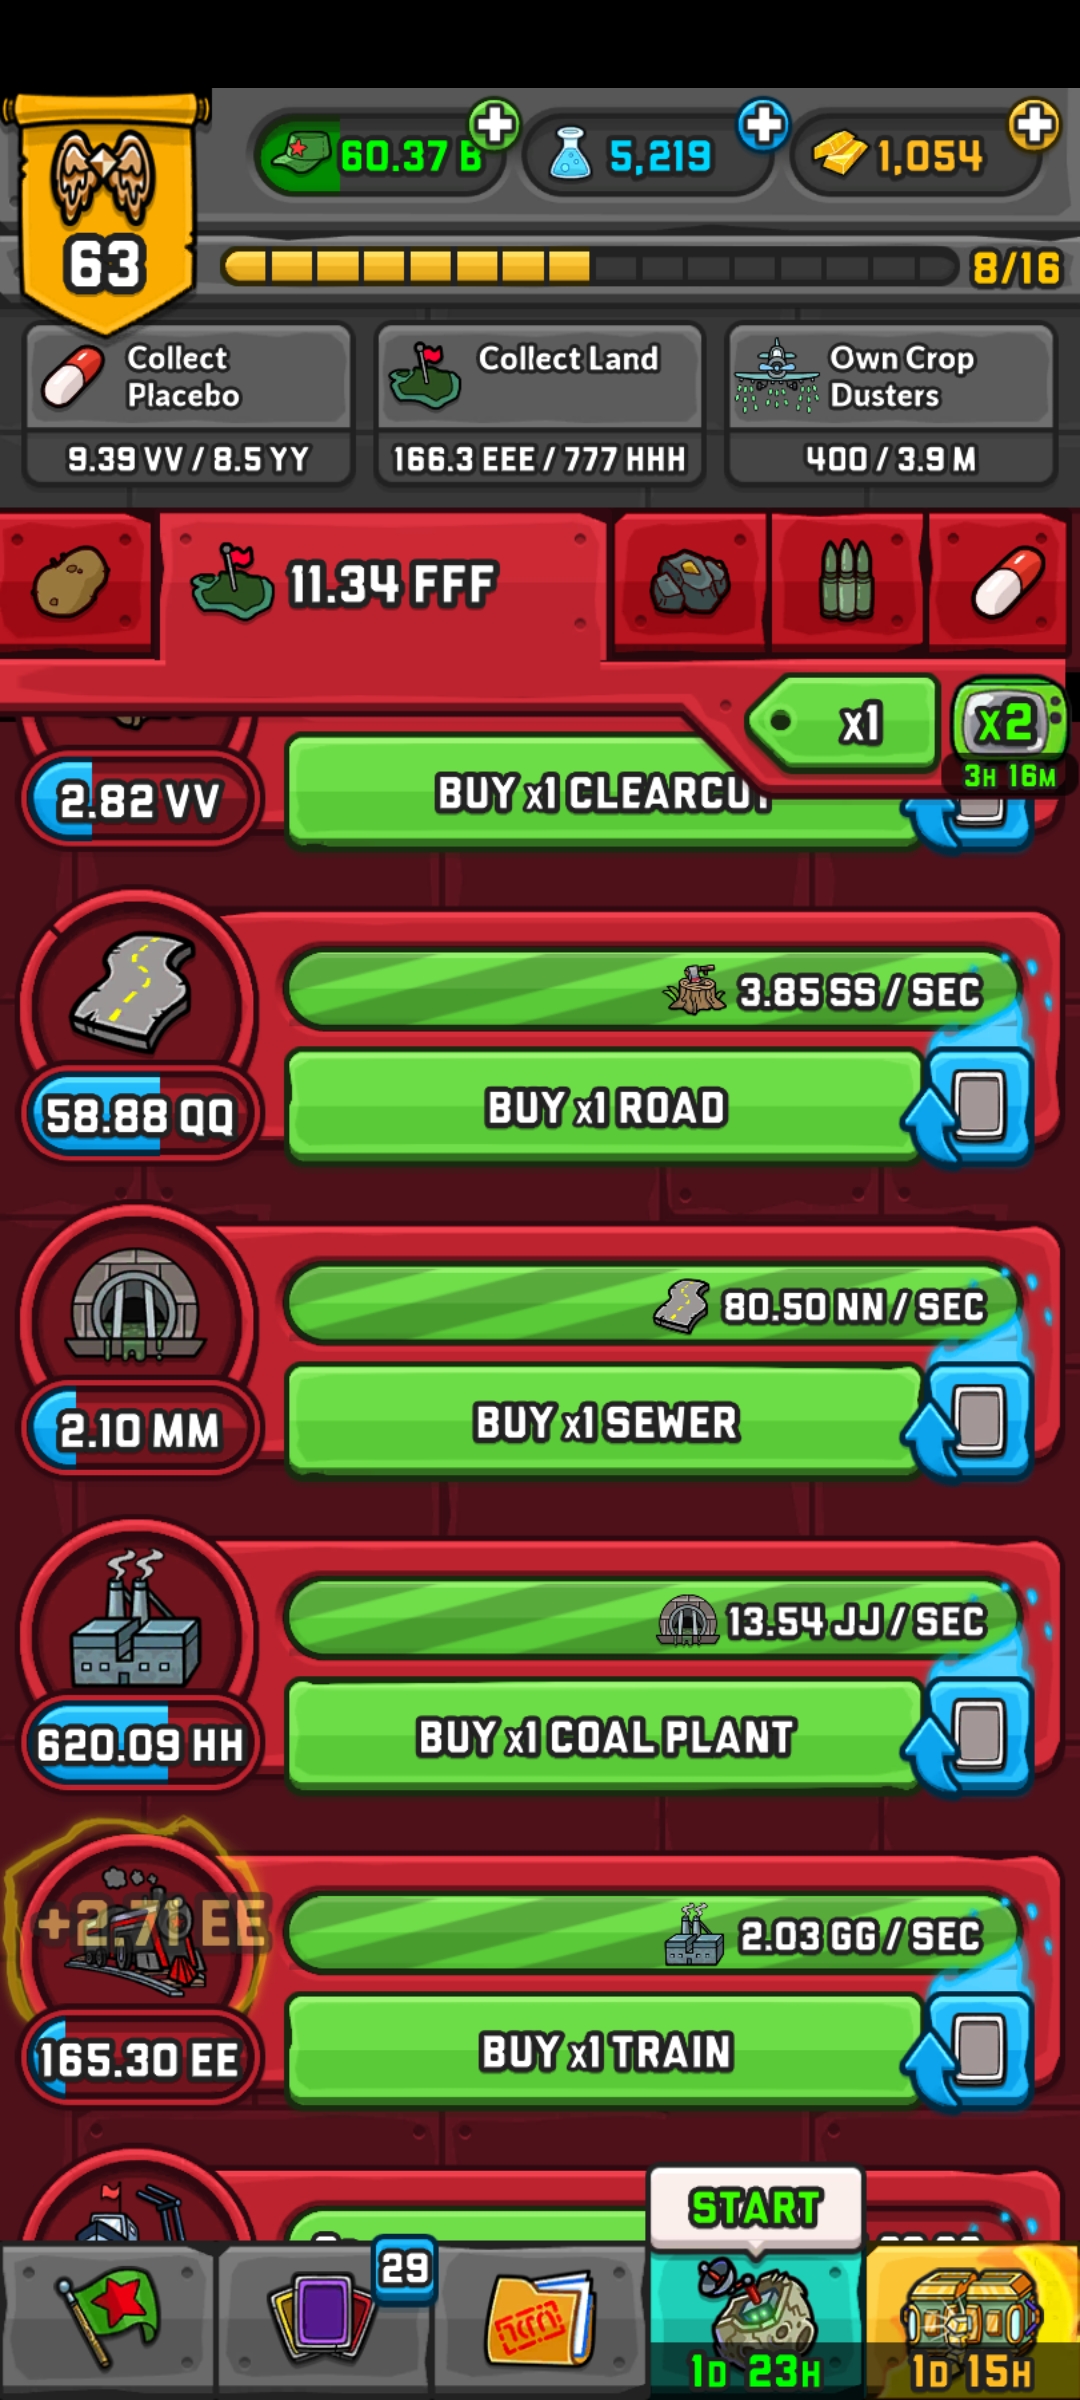 60.37 B
5,219
1,054
63
8/16
Collect
Placebo
9.39 VV / 8.5 YY
Collect Land
166.3 EEE / 777 HHH
Own Crop
Dusters
400 / 3.9 M
11.34 FFF
x1
x2
3H 16M
2.82 VV
BUY x1 CLEARCUT
3.85 SS / SEC
58.88 QQ
BUY x1 ROAD
80.50 NN / SEC
2.10 MM
BUY x1 SEWER
13.54 JJ / SEC
620.09 HH
BUY x1 COAL PLANT
+2.71 EE
2.03 GG / SEC
165.30 EE
BUY x1 TRAIN
START
29
1D 23H
1D 15H